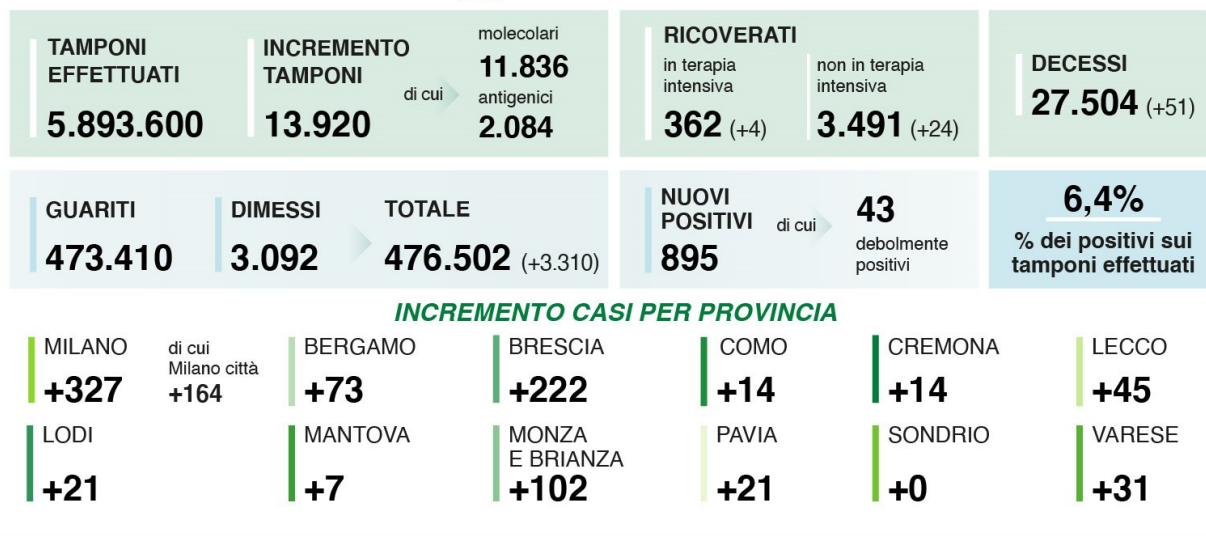 TAMPONI
EFFETTUATI
5.893.600
INCREMENTO
TAMPONI
13.920
di cui
molecolari
11.836
antigenici
2.084
RICOVERATI
in terapia
intensiva
362 (+4)
non in terapia
intensiva
3.491 (+24)
DECESSI
27.504 (+51)
GUARITI
473.410
DIMESSI
3.092
TOTALE
476.502 (+3.310)
NUOVI
POSITIVI
895
di cui
43
debolmente
positivi
6,4%
% dei positivi sui
tamponi effettuati
INCREMENTO CASI PER PROVINCIA
MILANO
+327
di cui
Milano città
+164
BERGAMO
+73
BRESCIA
+222
COMO
+14
CREMONA
+14
LECCO
+45
LODI
+21
MANTOVA
+7
MONZA
E BRIANZA
+102
PAVIA
+21
SONDRIO
+0
VARESE
+31